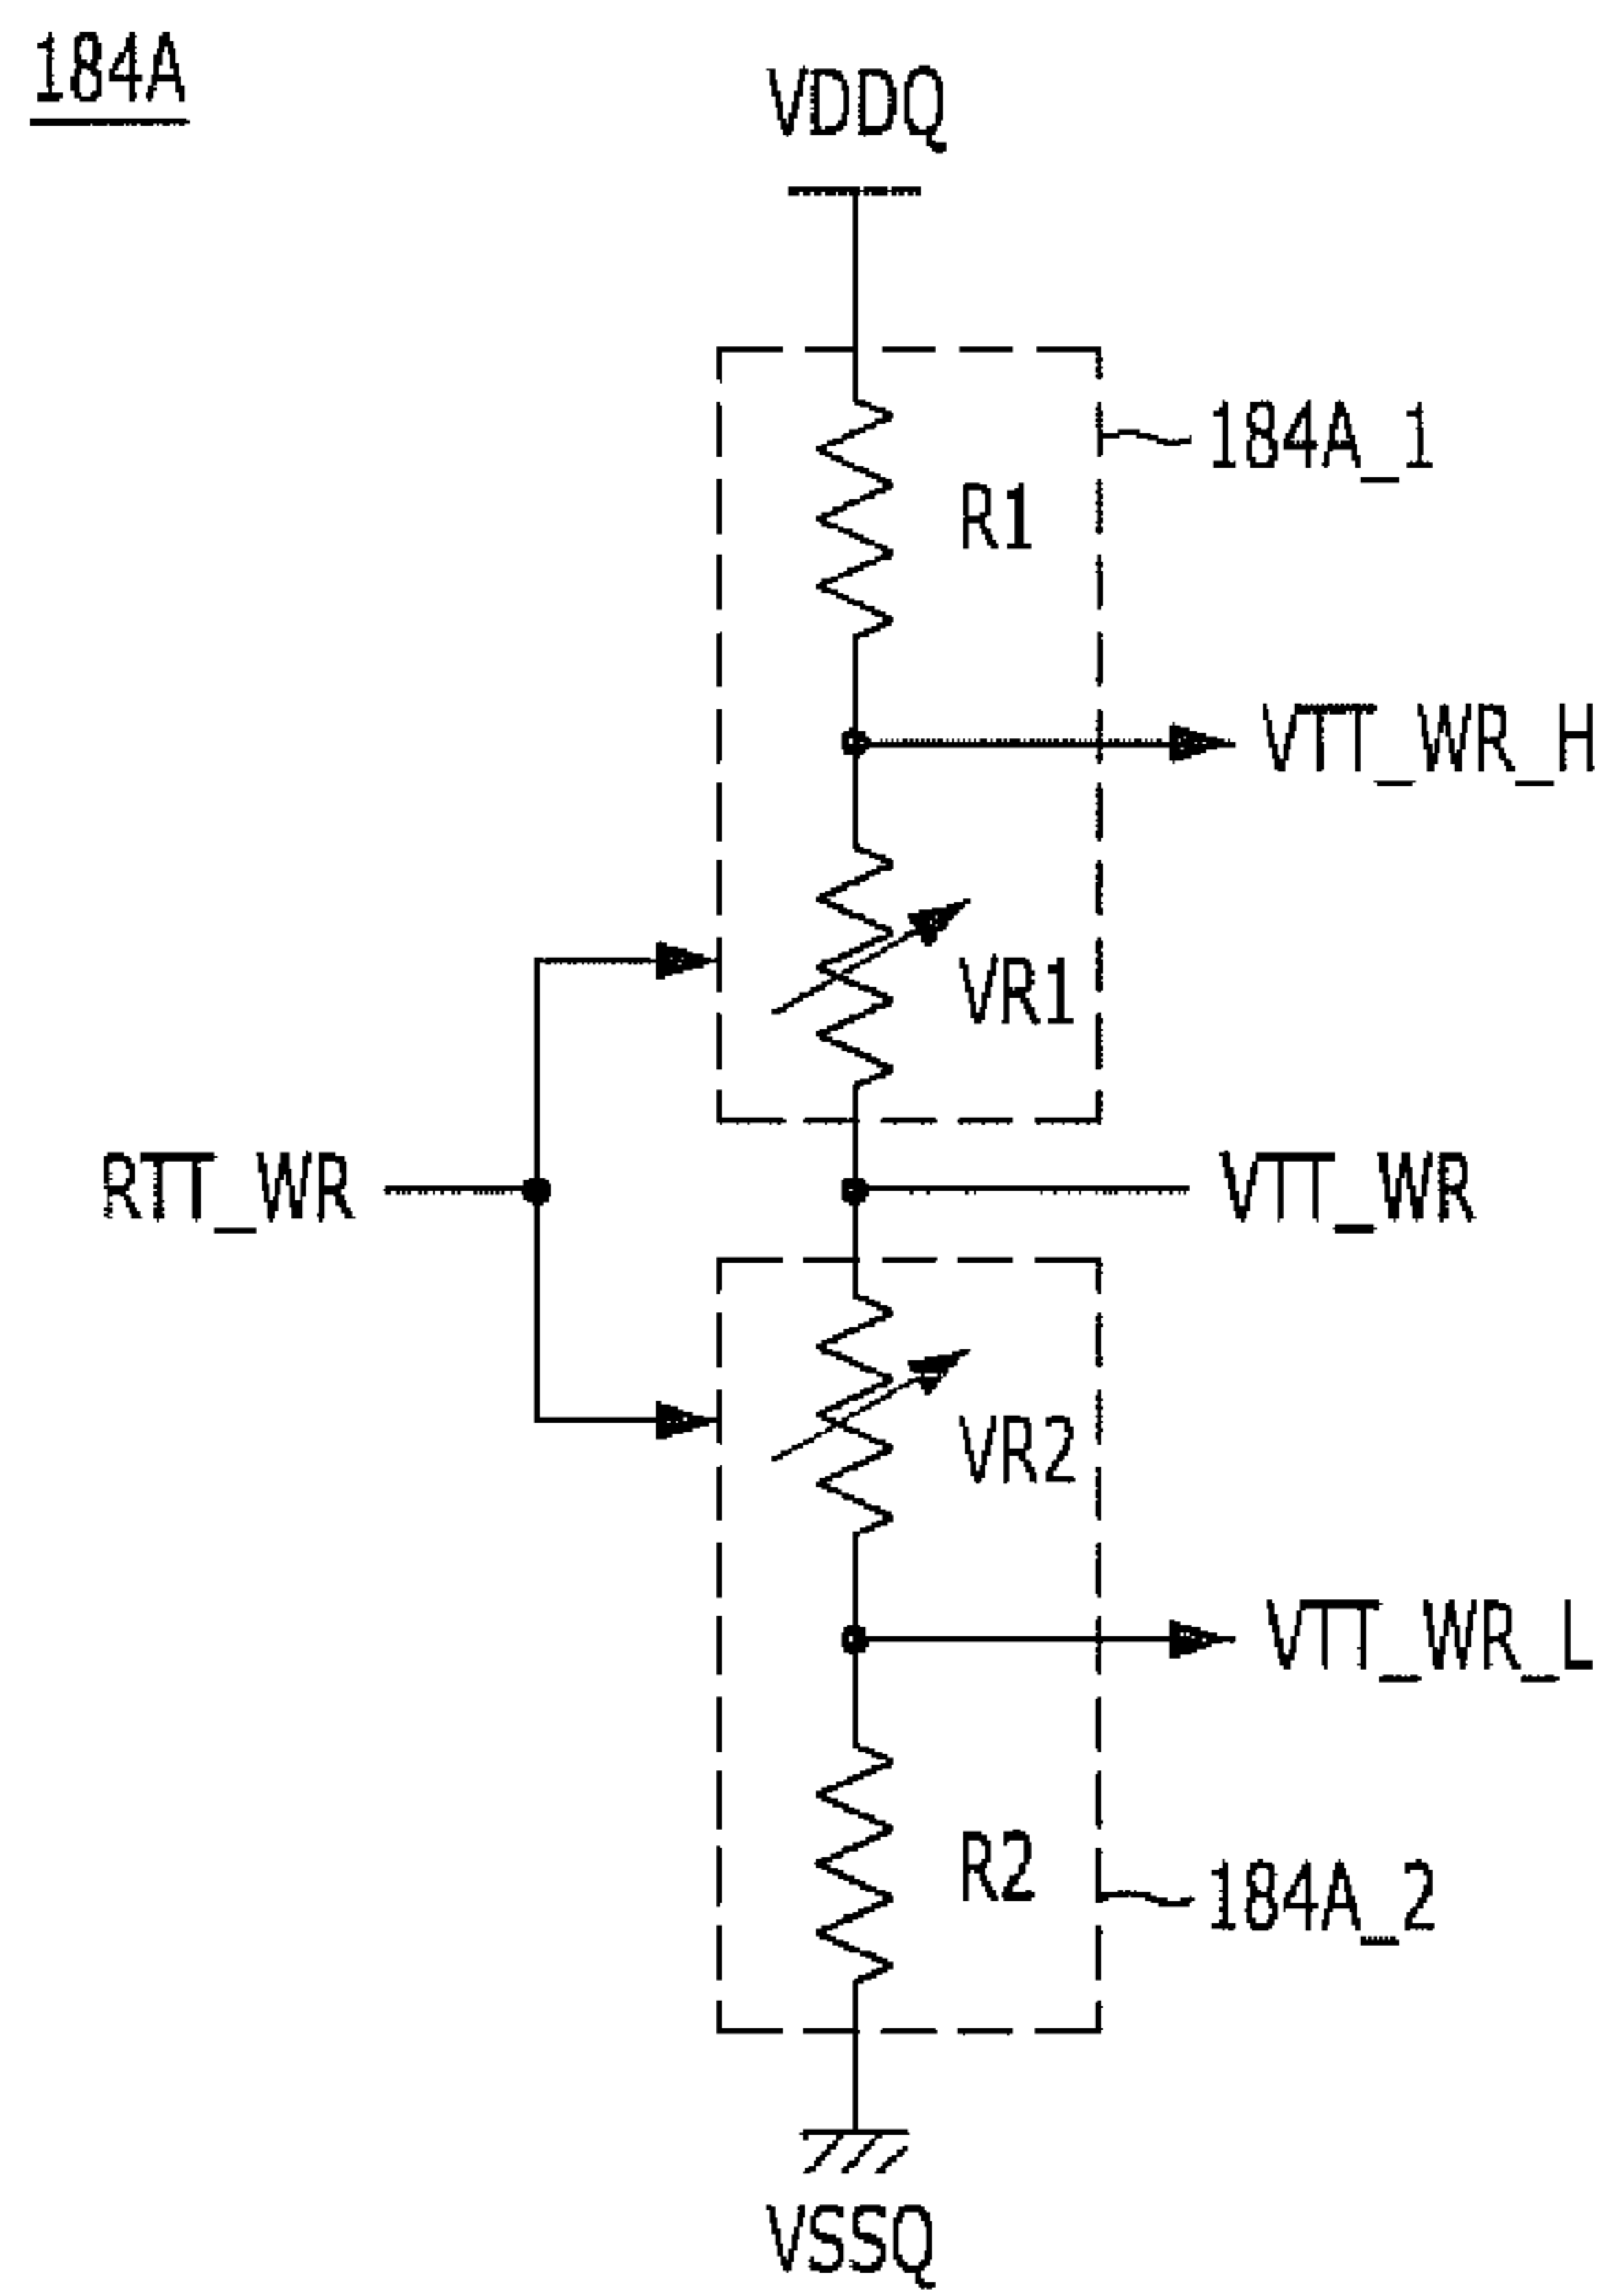 184A
VDDQ
184A_1
R1
VTT_WR_H
VR1
RTT_WR
VTT_WR
VR2
VTT_WR_L
R2
184A_2
VSSQ